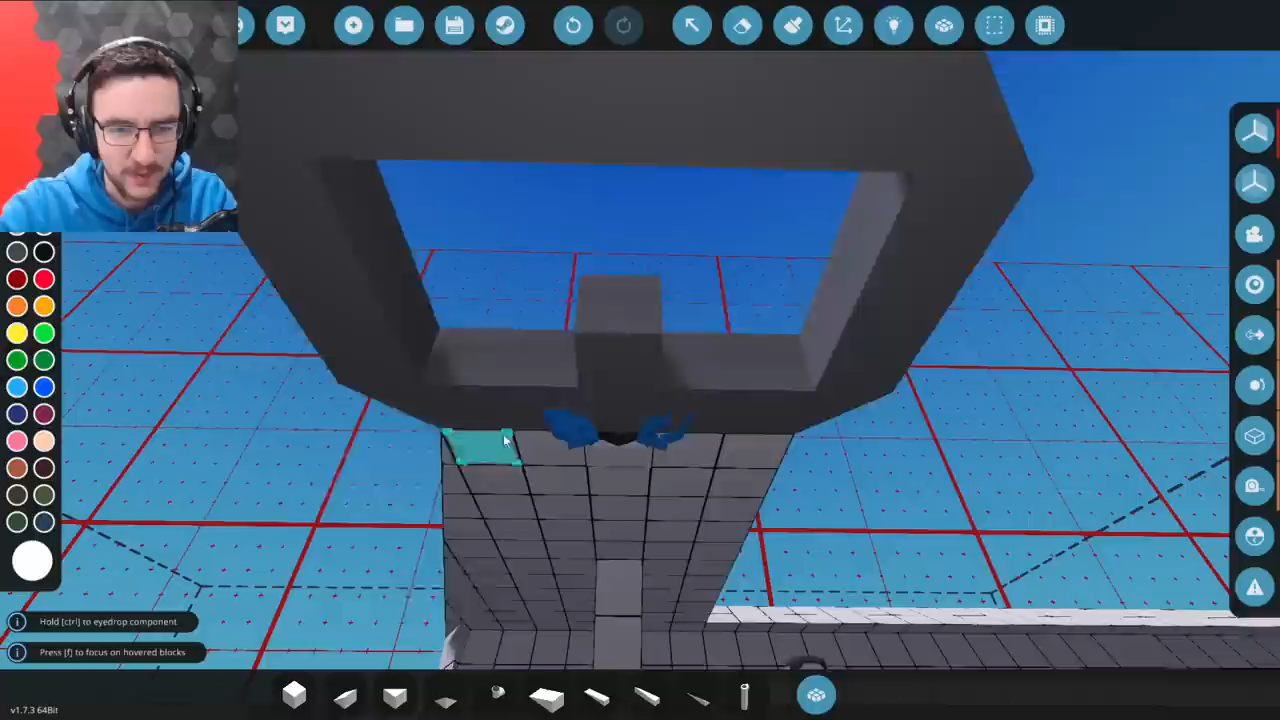 Hold [ctrl] to eyedrop component
Press [f] to focus on hovered blocks
v1.7.3 64Bit